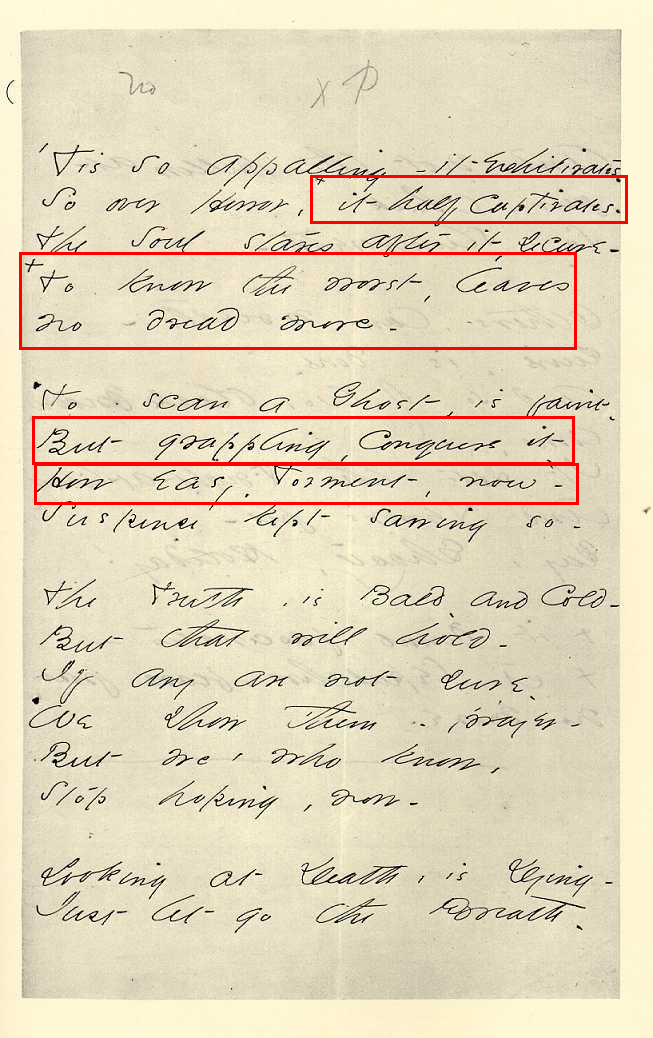 no x P
'Tis so appalling - it exhilirates.
So over Horror, + it half captivates.
The Soul stares after it, secure -
+ To know the worst, leaves
no dread more -
To scan a Ghost, is faint.
But grappling, conquers it -
How easy, Torment, now -
Suspense kept sawing so -
The Truth, is Bald and Cold -
But that will hold -
If any are not sure,
We show them - prayer -
But we, who know,
Stop hoping, now -
Looking at Death, is Dying -
Just let go the Breath -